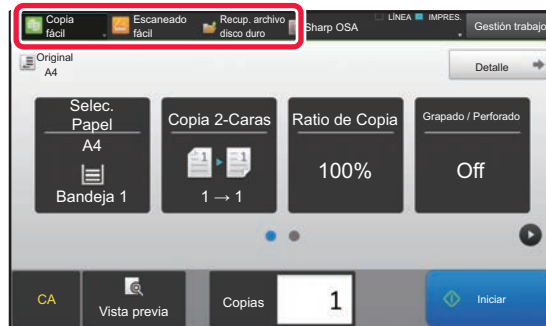 Copia fácil
Escaneado fácil
Recup. archivo disco duro
Sharp OSA
LÍNEA
IMPRES.
Gestión trabajo
Original
A4
Detalle
Selec.
Papel
A4
Bandeja 1
Copia 2-Caras
1
1
1 → 1
Ratio de Copia
100%
Grapado / Perforado
Off
CA
Vista previa
Copias
1
Iniciar